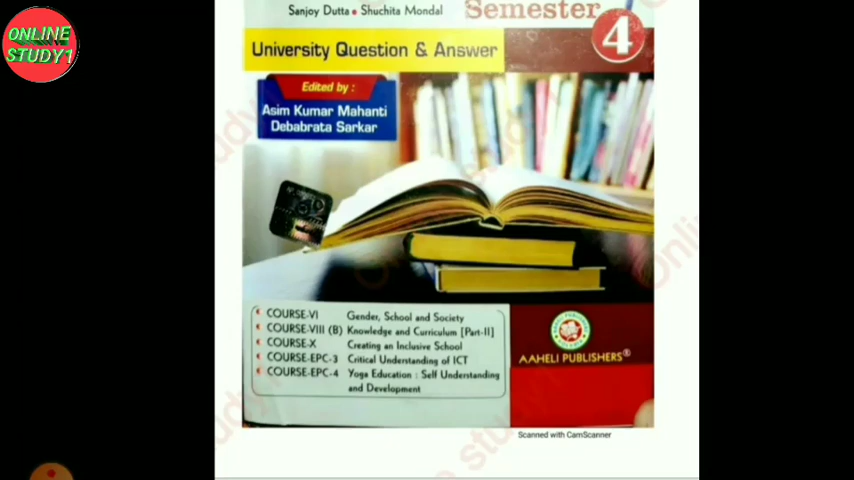 ONLINE
STUDY1
Sanjoy Dutta • Shuchita Mondal
Semester
4
University Question & Answer
Edited by :
Asim Kumar Mahanti
Debabrata Sarkar
COURSE-VI Gender, School and Society
COURSE-VIII (B) Knowledge and Curriculum [Part-II]
COURSE-X Creating an Inclusive School
COURSE-EPC-3 Critical Understanding of ICT
COURSE-EPC-4 Yoga Education : Self Understanding
and Development
AAHELI PUBLISHERS®
Scanned with CamScanner